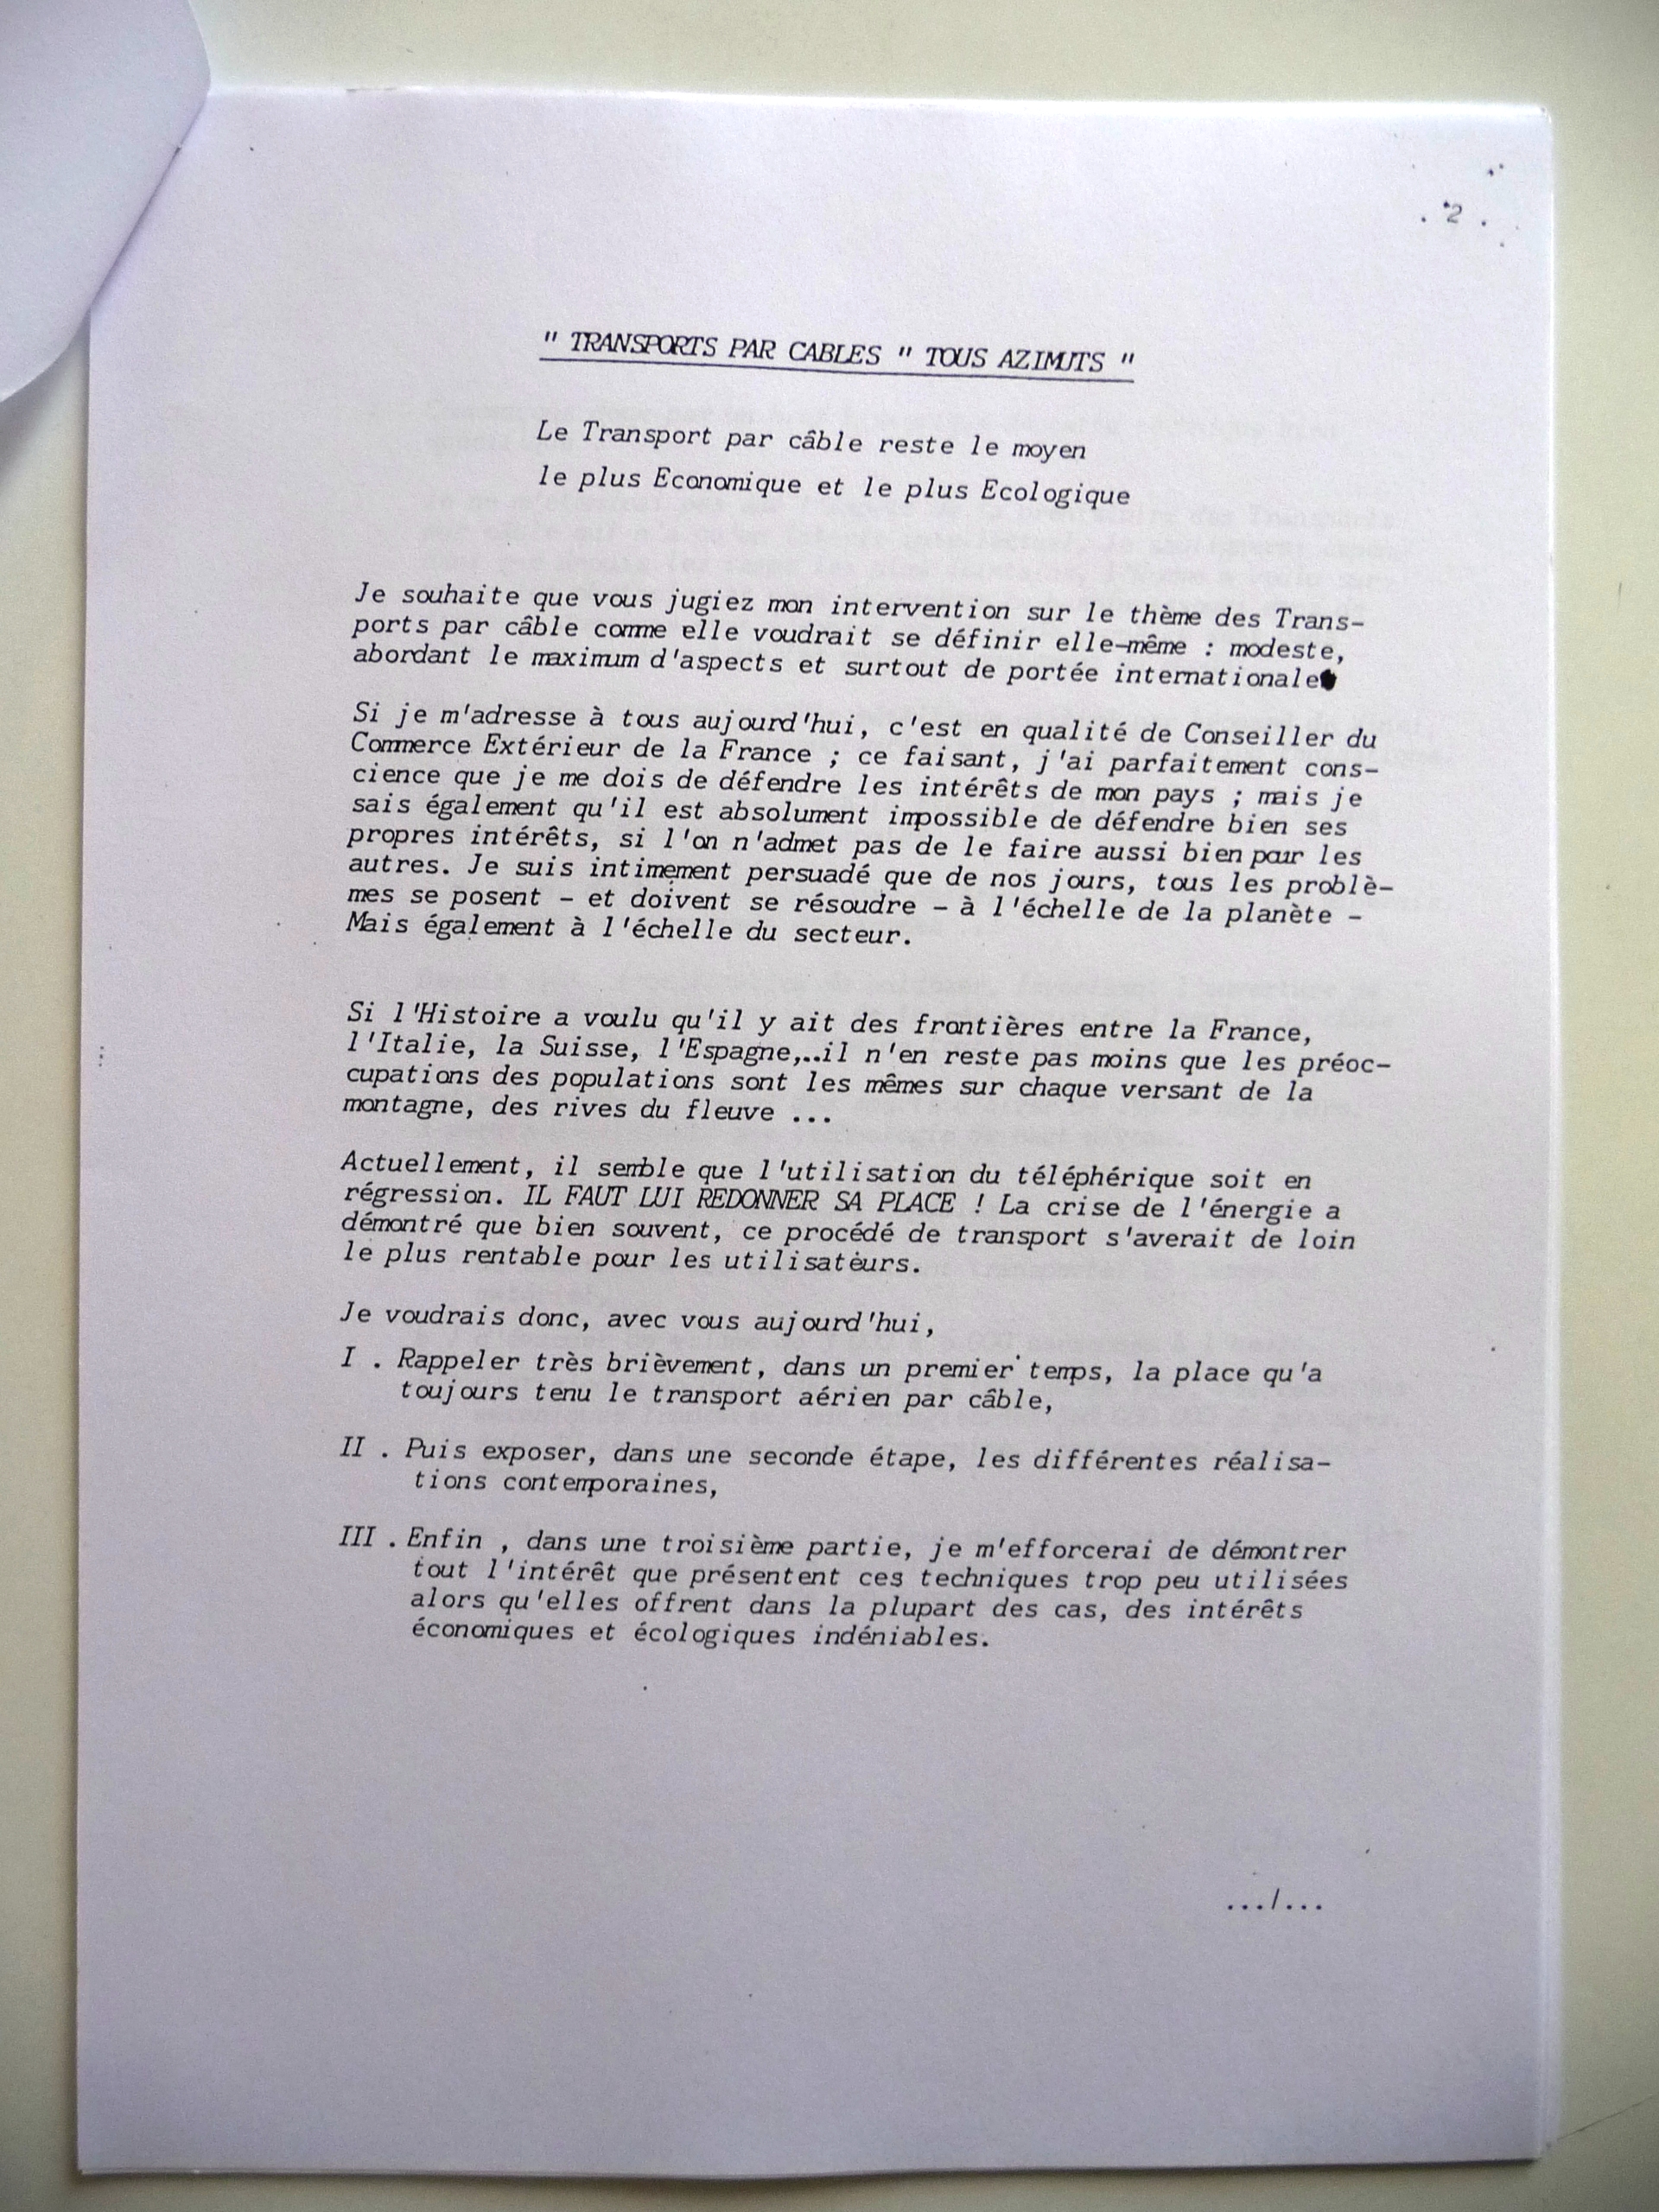 . 2 .
" TRANSPORTS PAR CABLES " TOUS AZIMUTS "
Le Transport par câble reste le moyen
le plus Economique et le plus Ecologique
Je souhaite que vous jugiez mon intervention sur le thème des Trans-
ports par câble comme elle voudrait se définir elle-même : modeste,
abordant le maximum d'aspects et surtout de portée internationale
Si je m'adresse à tous aujourd'hui, c'est en qualité de Conseiller du
Commerce Extérieur de la France ; ce faisant, j'ai parfaitement cons-
cience que je me dois de défendre les intérêts de mon pays ; mais je
sais également qu'il est absolument impossible de défendre bien ses
propres intérêts, si l'on n'admet pas de le faire aussi bien pour les
autres. Je suis intimement persuadé que de nos jours, tous les problè-
mes se posent - et doivent se résoudre - à l'échelle de la planète -
Mais également à l'échelle du secteur.
Si l'Histoire a voulu qu'il y ait des frontières entre la France,
l'Italie, la Suisse, l'Espagne,..il n'en reste pas moins que les préoc-
cupations des populations sont les mêmes sur chaque versant de la
montagne, des rives du fleuve ...
Actuellement, il semble que l'utilisation du téléphérique soit en
régression. IL FAUT LUI REDONNER SA PLACE ! La crise de l'énergie a
démontré que bien souvent, ce procédé de transport s'averait de loin
le plus rentable pour les utilisateurs.
Je voudrais donc, avec vous aujourd'hui,
I . Rappeler très brièvement, dans un premier temps, la place qu'a
toujours tenu le transport aérien par câble,
II . Puis exposer, dans une seconde étape, les différentes réalisa-
tions contemporaines,
III . Enfin , dans une troisième partie, je m'efforcerai de démontrer
tout l'intérêt que présentent ces techniques trop peu utilisées
alors qu'elles offrent dans la plupart des cas, des intérêts
économiques et écologiques indéniables.
.../...